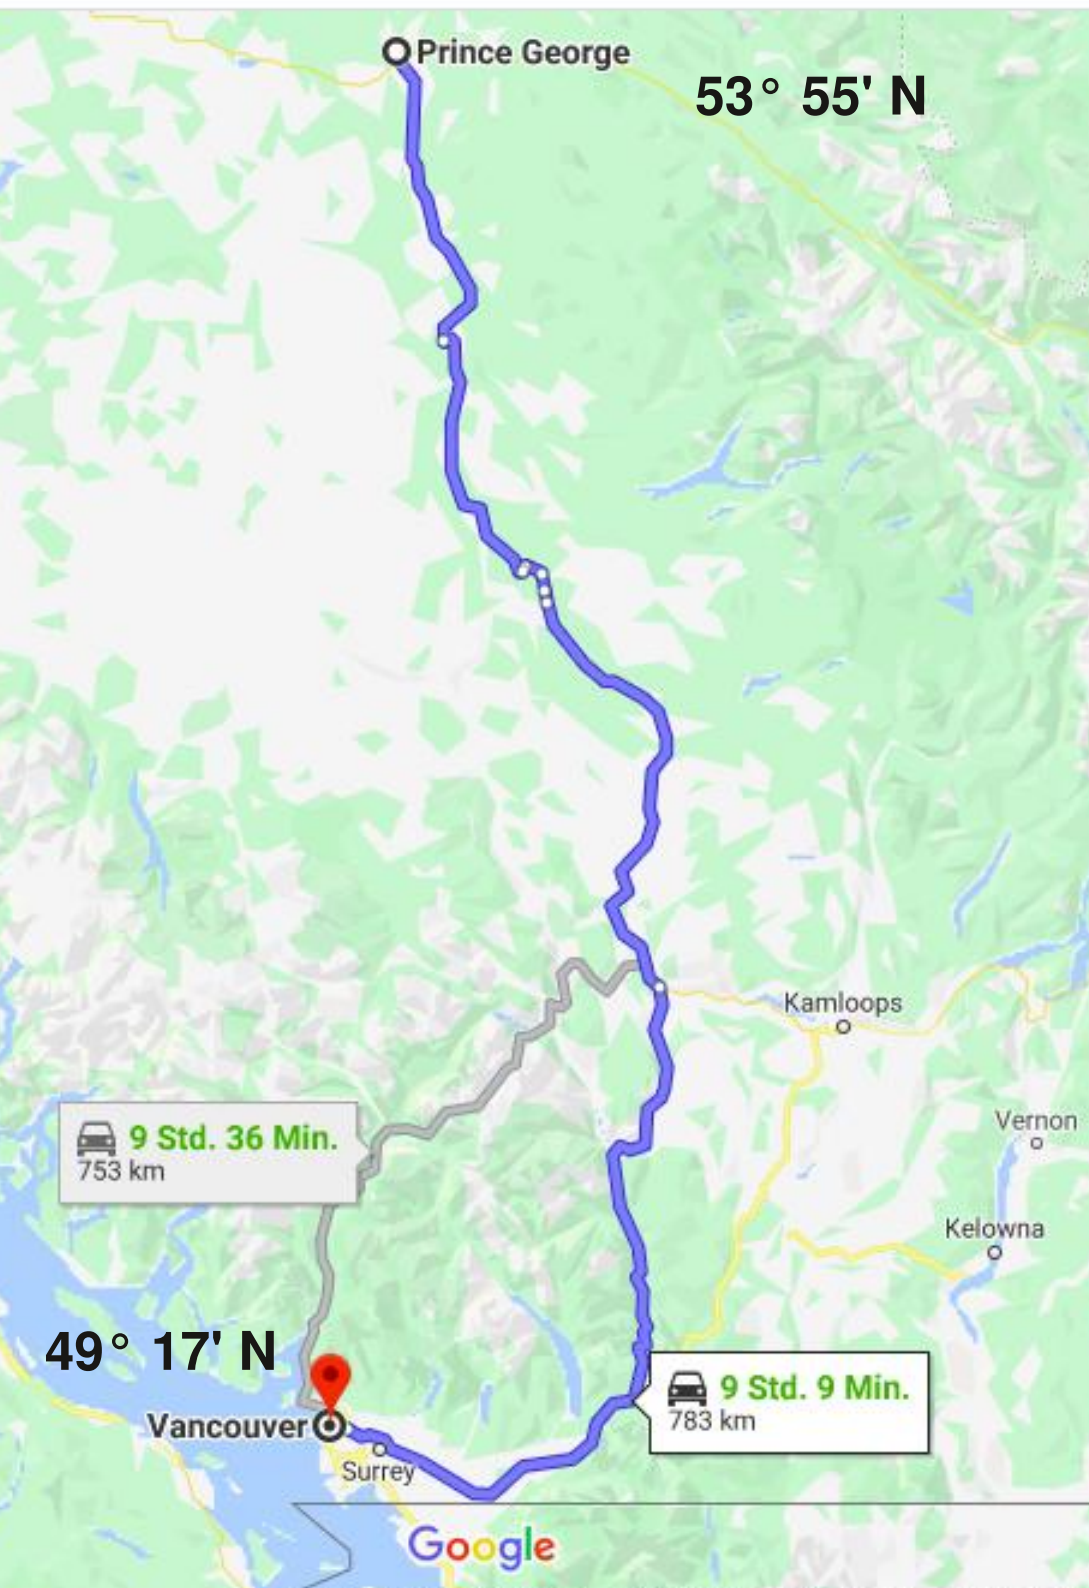 Prince George
53° 55' N
Kamloops
9 Std. 36 Min.
753 km
Vernon
Kelowna
49° 17' N
9 Std. 9 Min.
783 km
Vancouver
Surrey
Google